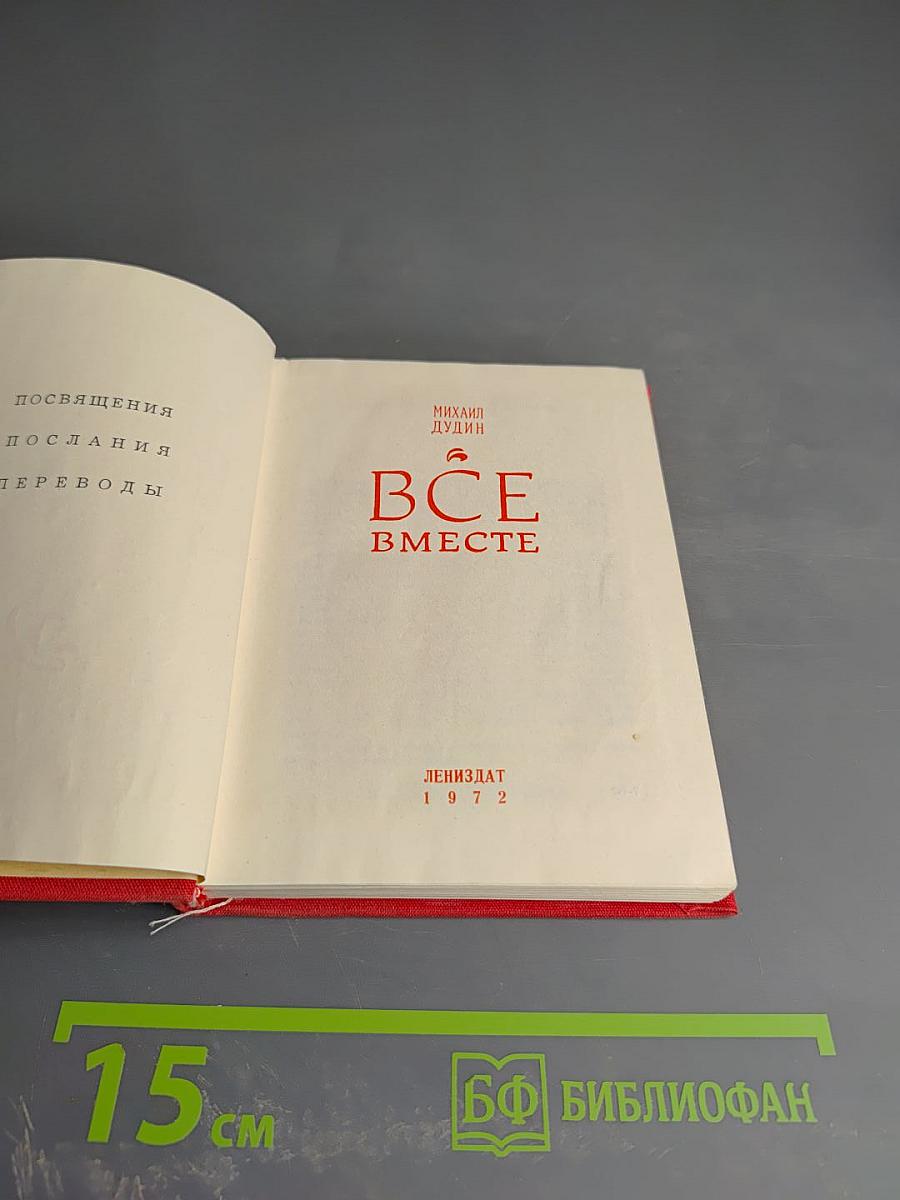 ПОСВЯЩЕНИЯ
ПОСЛАНИЯ
ПЕРЕВОДЫ
МИХАИЛ
ДУДИН
ВСЕ
ВМЕСТЕ
ЛЕНИЗДАТ
1972
15 см
БФ БИБЛИОФАН